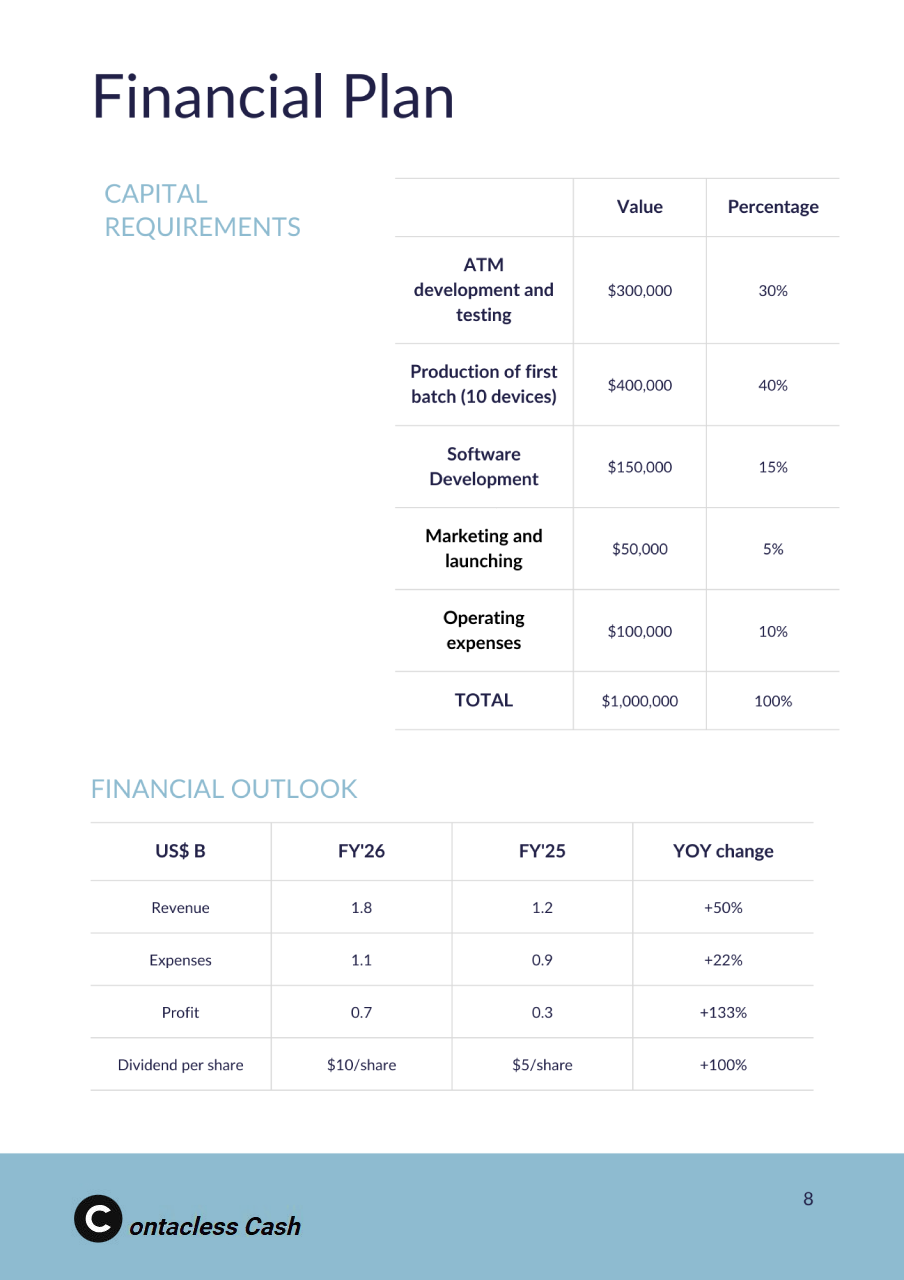 Financial Plan
CAPITAL
REQUIREMENTS
Value Percentage
ATM
development and
testing
$300,000 30%
Production of first
batch (10 devices)
$400,000 40%
Software
Development
$150,000 15%
Marketing and
launching
$50,000 5%
Operating
expenses
$100,000 10%
TOTAL $1,000,000 100%
FINANCIAL OUTLOOK
US$ B FY'26 FY'25 YOY change
Revenue 1.8 1.2 +50%
Expenses 1.1 0.9 +22%
Profit 0.7 0.3 +133%
Dividend per share $10/share $5/share +100%
8
Contacless Cash